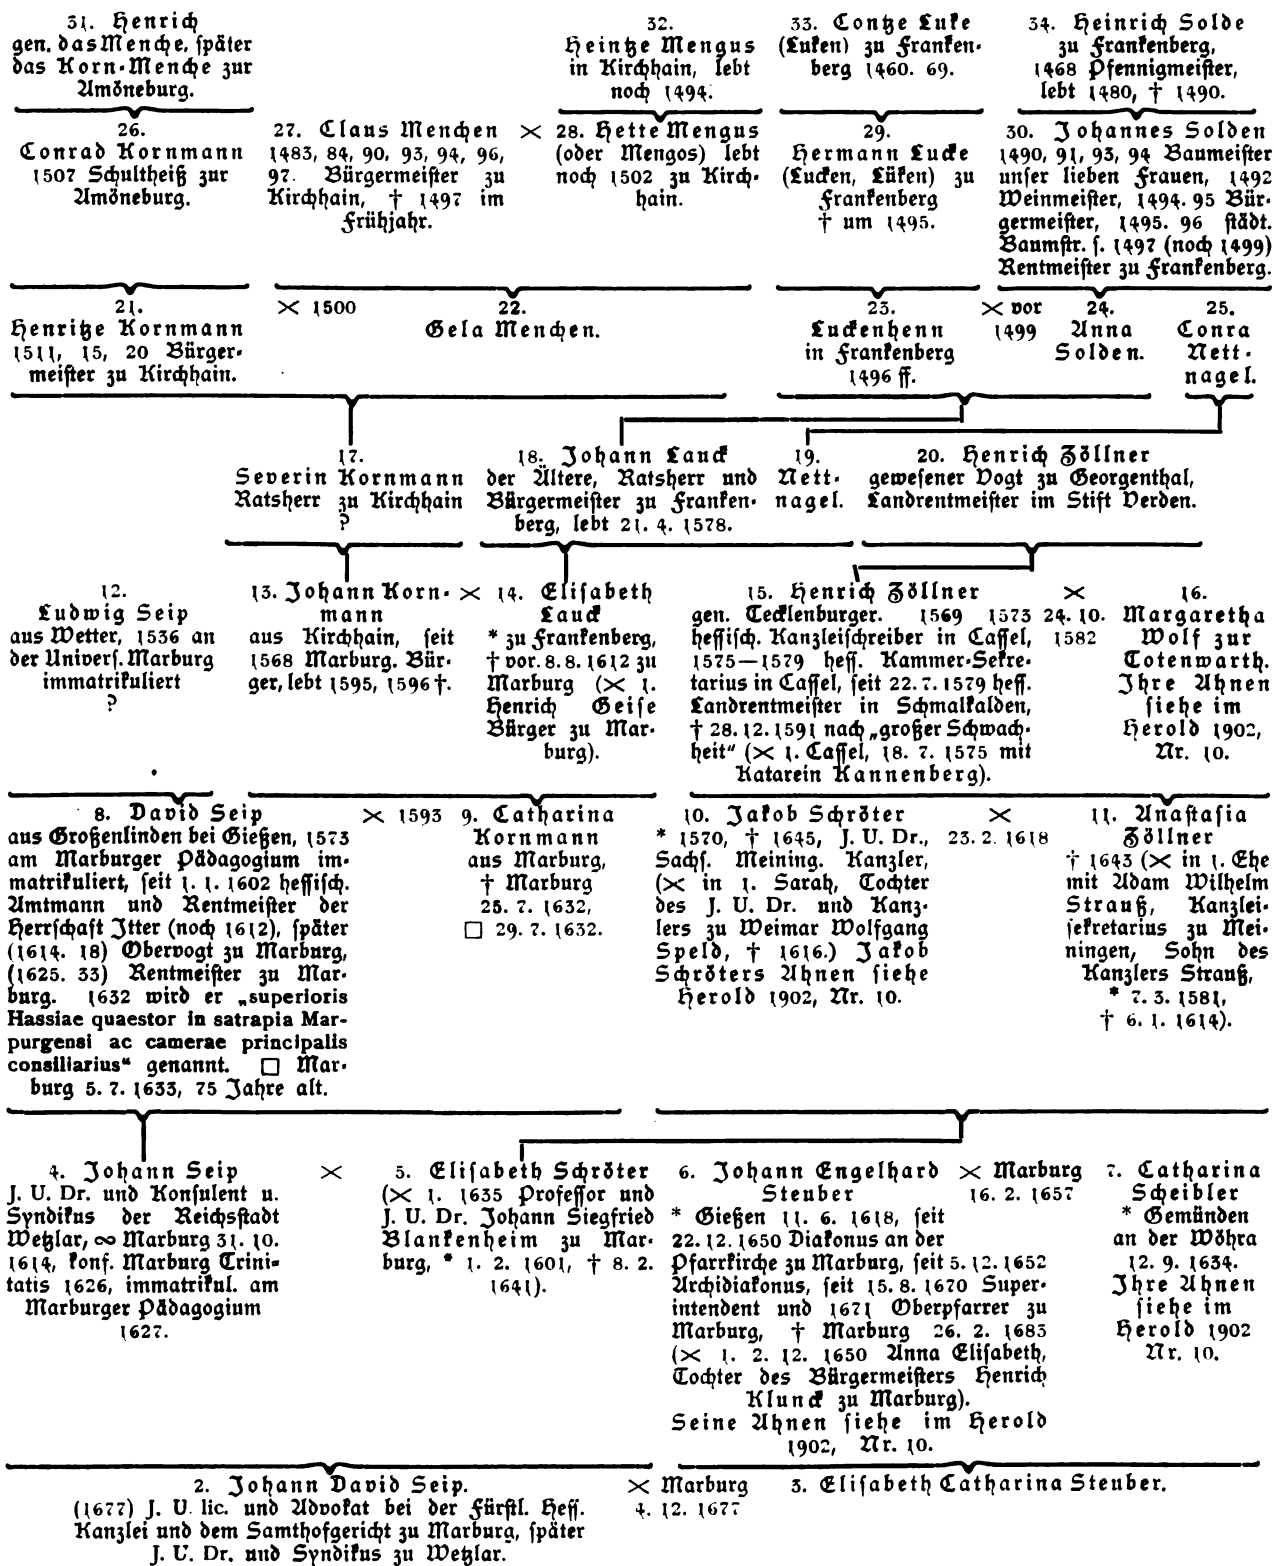 31. Henrich
gen. das Menche, später
das Korn-Menche zur
Amöneburg.
32.
Heintze Mengus
in Kirchhain, lebt
noch 1494.
33. Contze Luke
(Luken) zu Franken-
berg 1460. 69.
34. Heinrich Solde
zu Frankenberg,
1468 Pfennigmeister,
lebt 1480, † 1490.
26.
Conrad Kornmann
1507 Schultheiß zur
Amöneburg.
27. Claus Menchen
1483, 84, 90, 93, 94, 96,
97. Bürgermeister zu
Kirchhain, † 1497 im
Frühjahr.
×
28. Hette Mengus
(oder Mengos) lebt
noch 1502 zu Kirch-
hain.
29.
Hermann Lucke
(Lucken, Lüken) zu
Frankenberg
† um 1495.
30. Johannes Solden
1490, 91, 93, 94 Baumeister
unser lieben Frauen, 1492
Weinmeister, 1494. 95 Bür-
germeister, 1495. 96 städt.
Baumstr. s. 1497 (noch 1499)
Rentmeister zu Frankenberg.
21.
Henritze Kornmann
1511, 15, 20 Bürger-
meister zu Kirchhain.
× 1500
22.
Gela Menchen.
23.
Luckenhenn
in Frankenberg
1496 ff.
× vor
1499
24.
Anna
Solden.
25.
Conra
Nett-
nagel.
17.
Severin Kornmann
Ratsherr zu Kirchhain
?
18. Johann Lauck
der Ältere, Ratsherr und
Bürgermeister zu Franken-
berg, lebt 21. 4. 1578.
19.
Nett-
nagel.
20. Henrich Zöllner
gewesener Vogt zu Georgenthal,
Landrentmeister im Stift Verden.
12.
Ludwig Seip
aus Wetter, 1536 an
der Univers. Marburg
immatrikuliert
?
13. Johann Korn-
mann
aus Kirchhain, seit
1568 Marburg. Bür-
ger, lebt 1595, 1596 †.
×
14. Elisabeth
Lauck
* zu Frankenberg,
† vor. 8. 8. 1612 zu
Marburg (× 1.
Henrich Geise
Bürger zu Mar-
burg).
15. Henrich Zöllner
gen. Tecklenburger. 1569 1573
hessisch. Kanzleischreiber in Cassel,
1575—1579 hess. Kammer-Sekre-
tarius in Cassel, seit 22. 7. 1579 hess.
Landrentmeister in Schmalkalden,
† 28. 12. 1591 nach „großer Schwach-
heit“ (× 1. Cassel, 18. 7. 1575 mit
Katarein Kannenberg).
×
24. 10.
1582
16.
Margaretha
Wolf zur
Totenwarth.
Ihre Ahnen
siehe im
Herold 1902,
Nr. 10.
8. David Seip
aus Großenlinden bei Gießen, 1573
am Marburger Pädagogium im-
matrikuliert, seit 1. 1. 1602 hessisch.
Amtmann und Rentmeister der
Herrschaft Itter (noch 1612), später
(1614. 18) Obervogt zu Marburg,
(1625. 33) Rentmeister zu Mar-
burg. 1632 wird er „superioris
Hassiae quaestor in satrapia Mar-
purgensi ac camerae principalis
consiliarius“ genannt. □ Mar-
burg 5. 7. 1633, 75 Jahre alt.
× 1593
9. Catharina
Kornmann
aus Marburg,
† Marburg
25. 7. 1632,
□ 29. 7. 1632.
10. Jakob Schröter
* 1570, † 1645, J. U. Dr.,
Sachs. Meining. Kanzler,
(× in 1. Sarah, Tochter
des J. U. Dr. und Kanz-
lers zu Weimar Wolfgang
Speld, † 1616.) Jakob
Schröters Ahnen siehe
Herold 1902, Nr. 10.
×
23. 2. 1618
11. Anastasia
Zöllner
† 1643 (× in 1. Ehe
mit Adam Wilhelm
Strauß, Kanzlei-
sekretarius zu Mei-
ningen, Sohn des
Kanzlers Strauß,
* 7. 3. 1581,
† 6. 1. 1614).
4. Johann Seip
J. U. Dr. und Konsulent u.
Syndikus der Reichsstadt
Wetzlar, ∞ Marburg 31. 10.
1614, konf. Marburg Trini-
tatis 1626, immatrikul. am
Marburger Pädagogium
1627.
×
5. Elisabeth Schröter
(× 1. 1635 Professor und
J. U. Dr. Johann Siegfried
Blankenheim zu Mar-
burg, * 1. 2. 1601, † 8. 2.
1641).
6. Johann Engelhard
Steuber
* Gießen 11. 6. 1618, seit
22. 12. 1650 Diakonus an der
Pfarrkirche zu Marburg, seit 5. 12. 1652
Archidiakonus, seit 15. 8. 1670 Super-
intendent und 1671 Oberpfarrer zu
Marburg, † Marburg 26. 2. 1683
(× 1. 2. 12. 1650 Anna Elisabeth,
Tochter des Bürgermeisters Henrich
Klunck zu Marburg).
Seine Ahnen siehe im Herold
1902, Nr. 10.
× Marburg
16. 2. 1657
7. Catharina
Scheibler
* Gemünden
an der Wöhra
12. 9. 1634.
Ihre Ahnen
siehe im
Herold 1902
Nr. 10.
2. Johann David Seip.
(1677) J. U. lic. und Advokat bei der Fürstl. Hess.
Kanzlei und dem Samthofgericht zu Marburg, später
J. U. Dr. und Syndikus zu Wetzlar.
× Marburg
4. 12. 1677
3. Elisabeth Catharina Steuber.